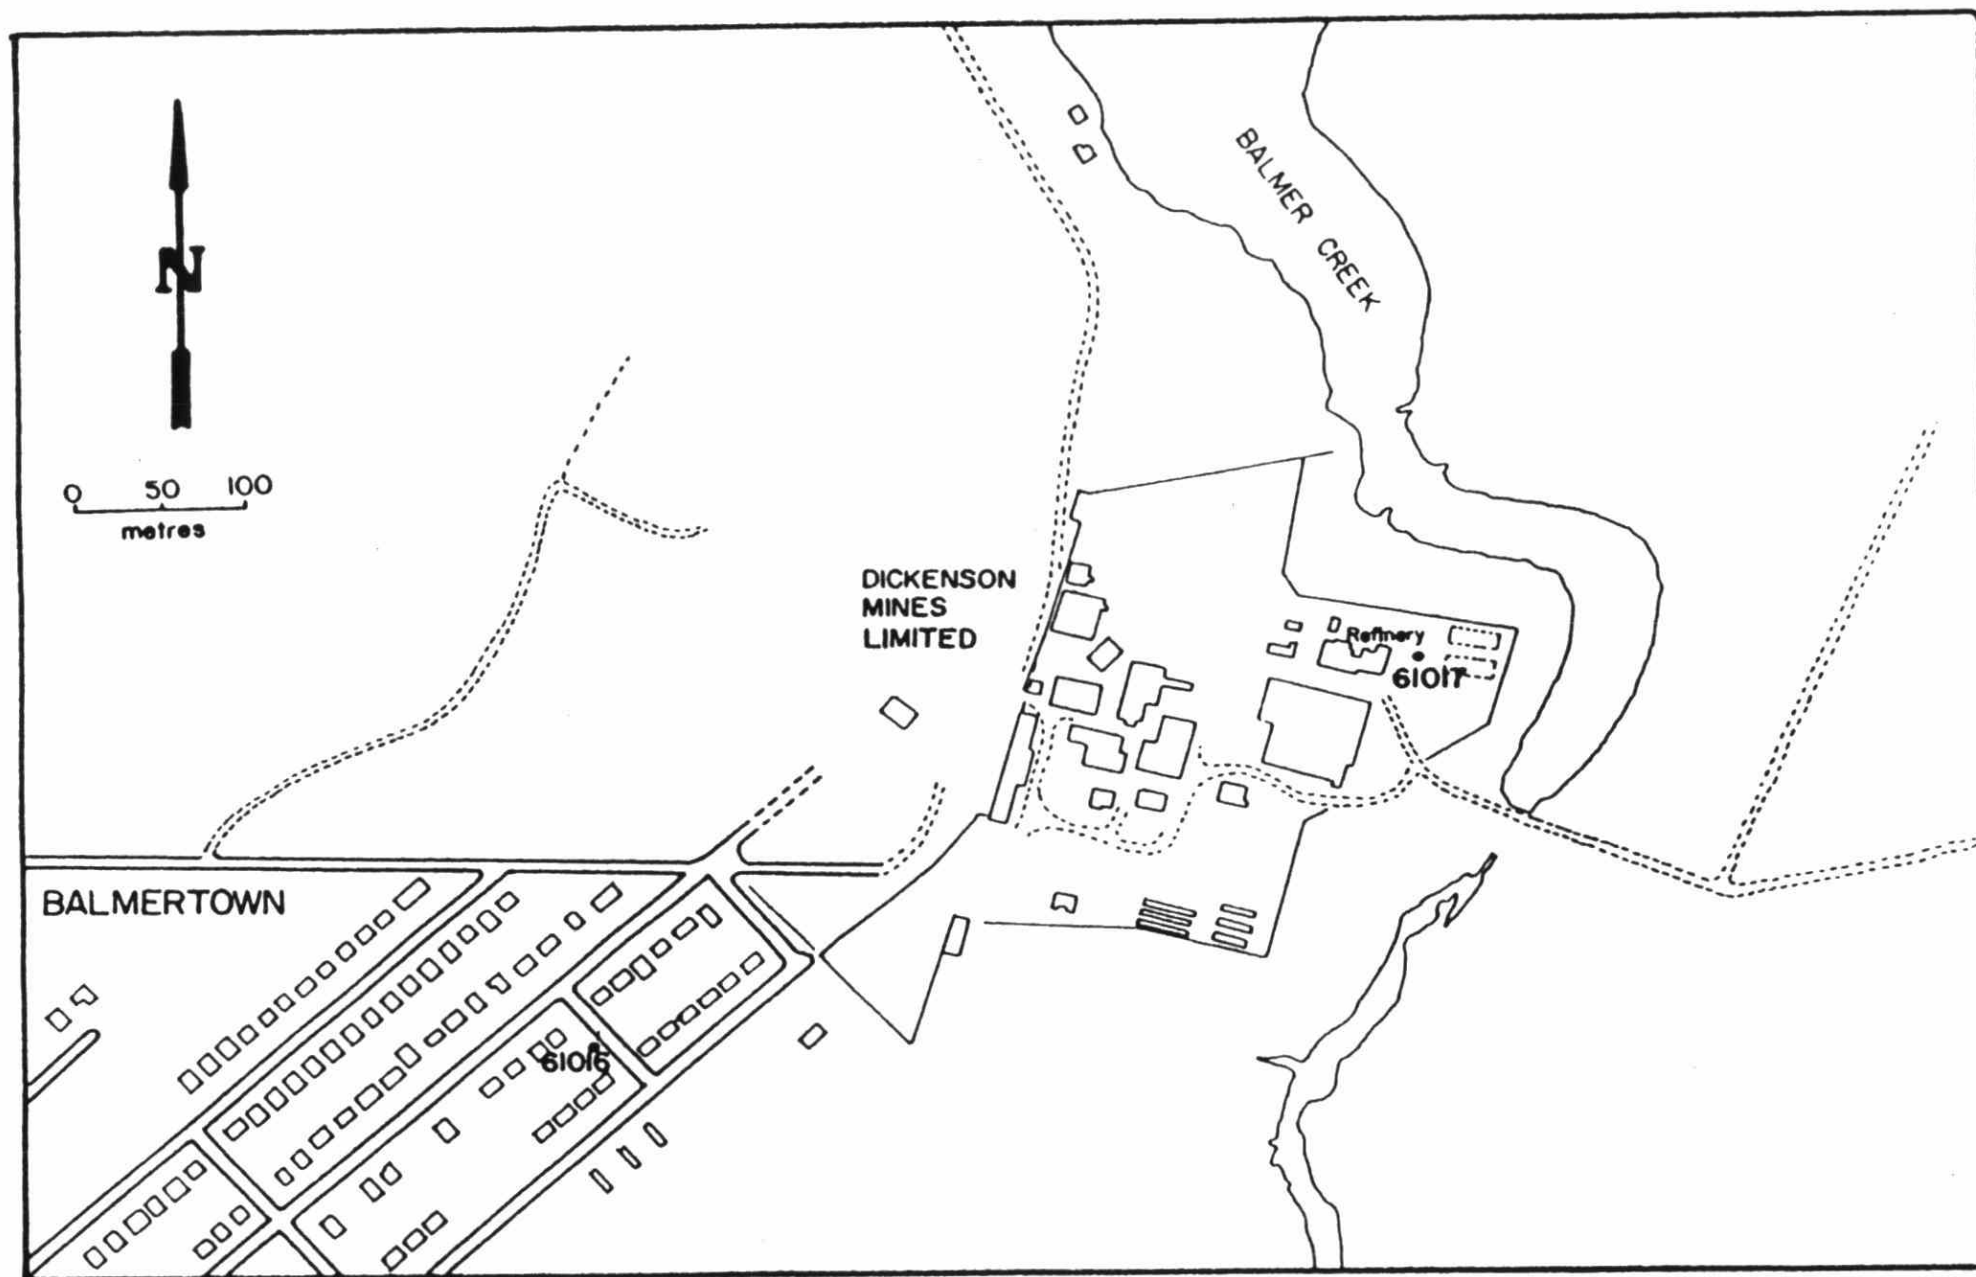 BALMER CREEK
N
0 50 100
metres
DICKENSON
MINES
LIMITED
Refinery
61017
BALMERTOWN
61016